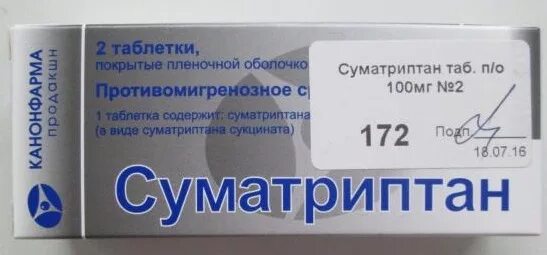 КАНОНФАРМА
продакшн
2 таблетки,
покрытые пленочной оболочко
Противомигренозное ср
1 таблетка содержит: суматриптана
(в виде суматриптана сукцината)
Суматриптан таб. п/о
100мг №2
172
Подп.
18.07.16
Суматриптан